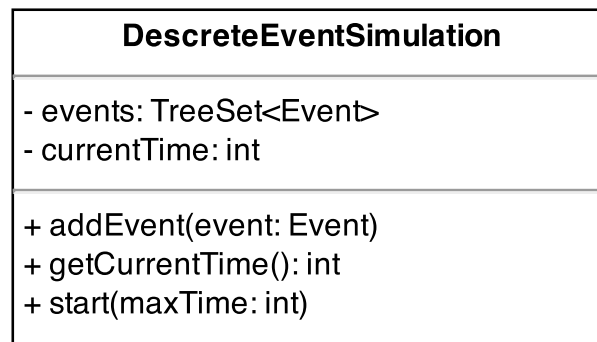 DescreteEventSimulation
- events: TreeSet<Event>
- currentTime: int
+ addEvent(event: Event)
+ getCurrentTime(): int
+ start(maxTime: int)